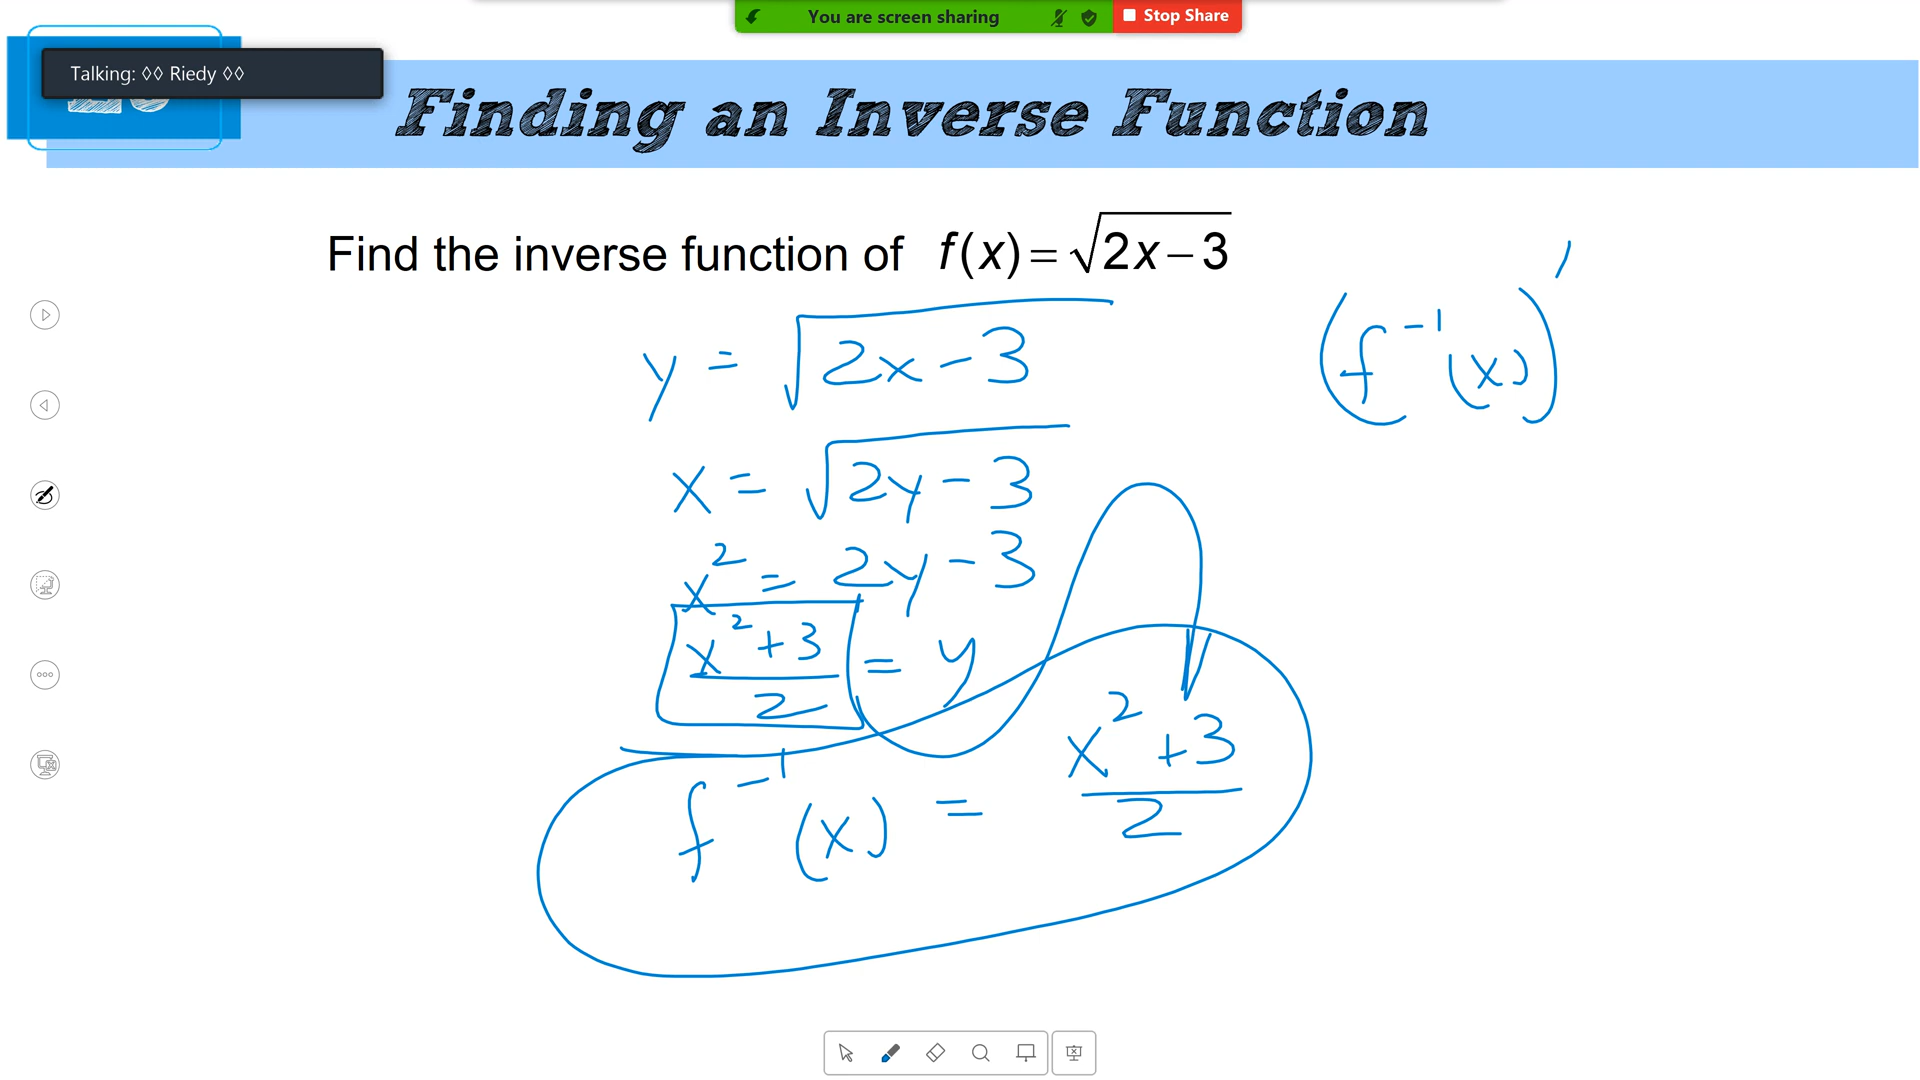 You are screen sharing
Stop Share
Talking: ◊◊ Riedy ◊◊
Finding an Inverse Function
Find the inverse function of f(x) = √(2x − 3)
y = √(2x − 3)
(f⁻¹(x))′
x = √(2y − 3)
x² = 2y − 3
(x² + 3)/2 = y
f⁻¹(x) = (x² + 3)/2